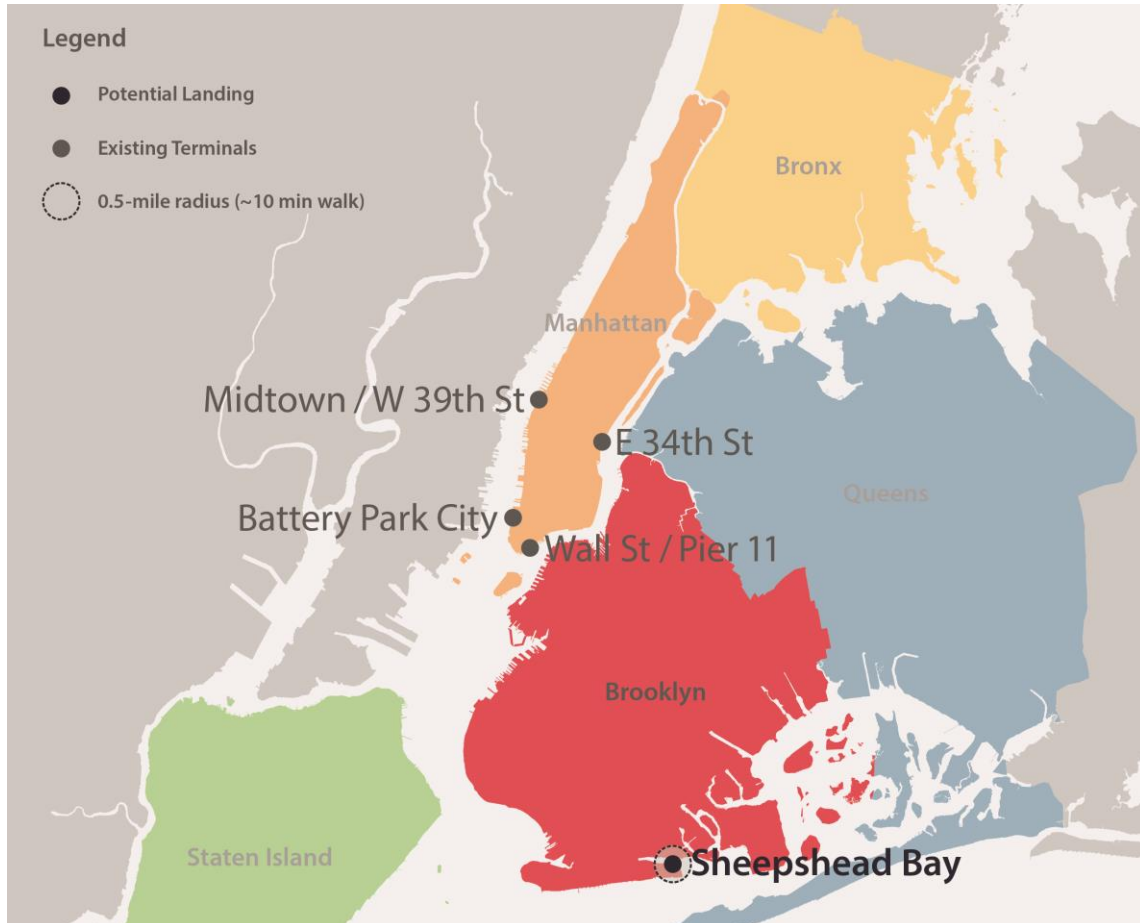 Legend
Potential Landing
Existing Terminals
0.5-mile radius (~10 min walk)
Bronx
Manhattan
Midtown / W 39th St
E 34th St
Queens
Battery Park City
Wall St / Pier 11
Brooklyn
Staten Island
Sheepshead Bay